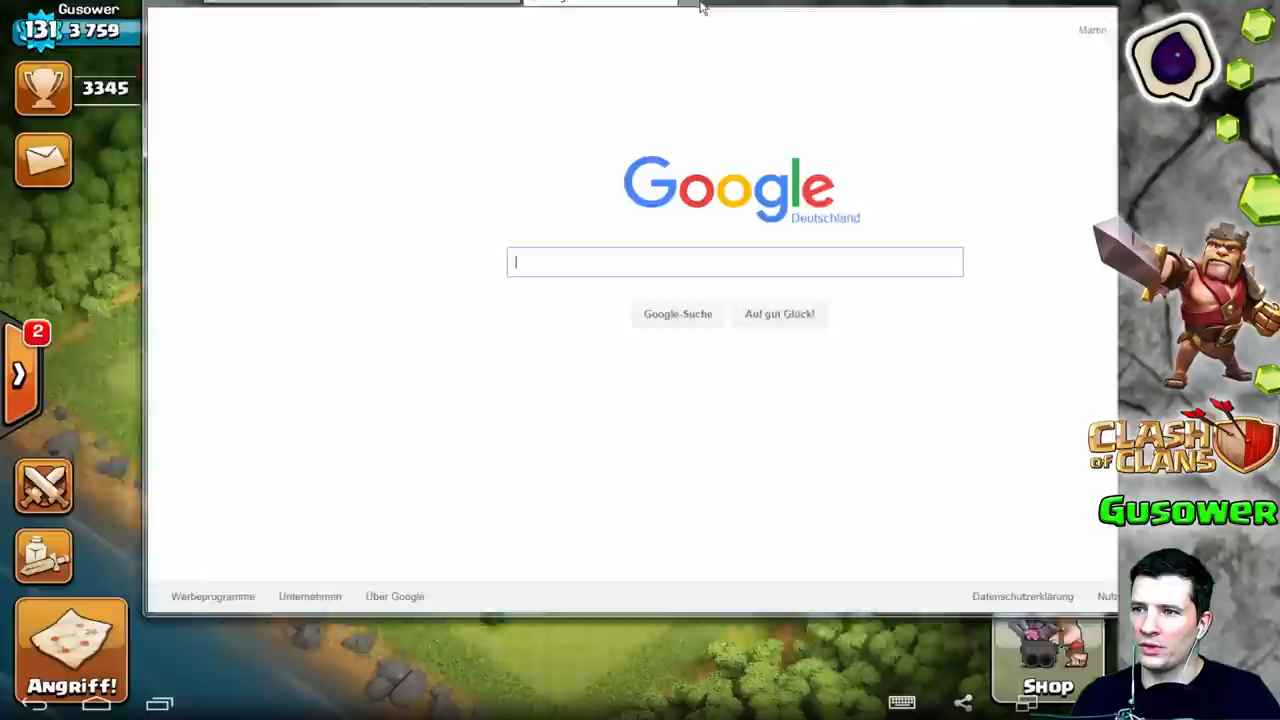 Gusower
131 3 759
3345
Martin
Google
Deutschland
Google-Suche
Auf gut Glück!
2
CLASH
OF CLANS
GUSOWER
Werbeprogramme
Unternehmen
Über Google
Datenschutzerklärung
Angriff!
SHOP